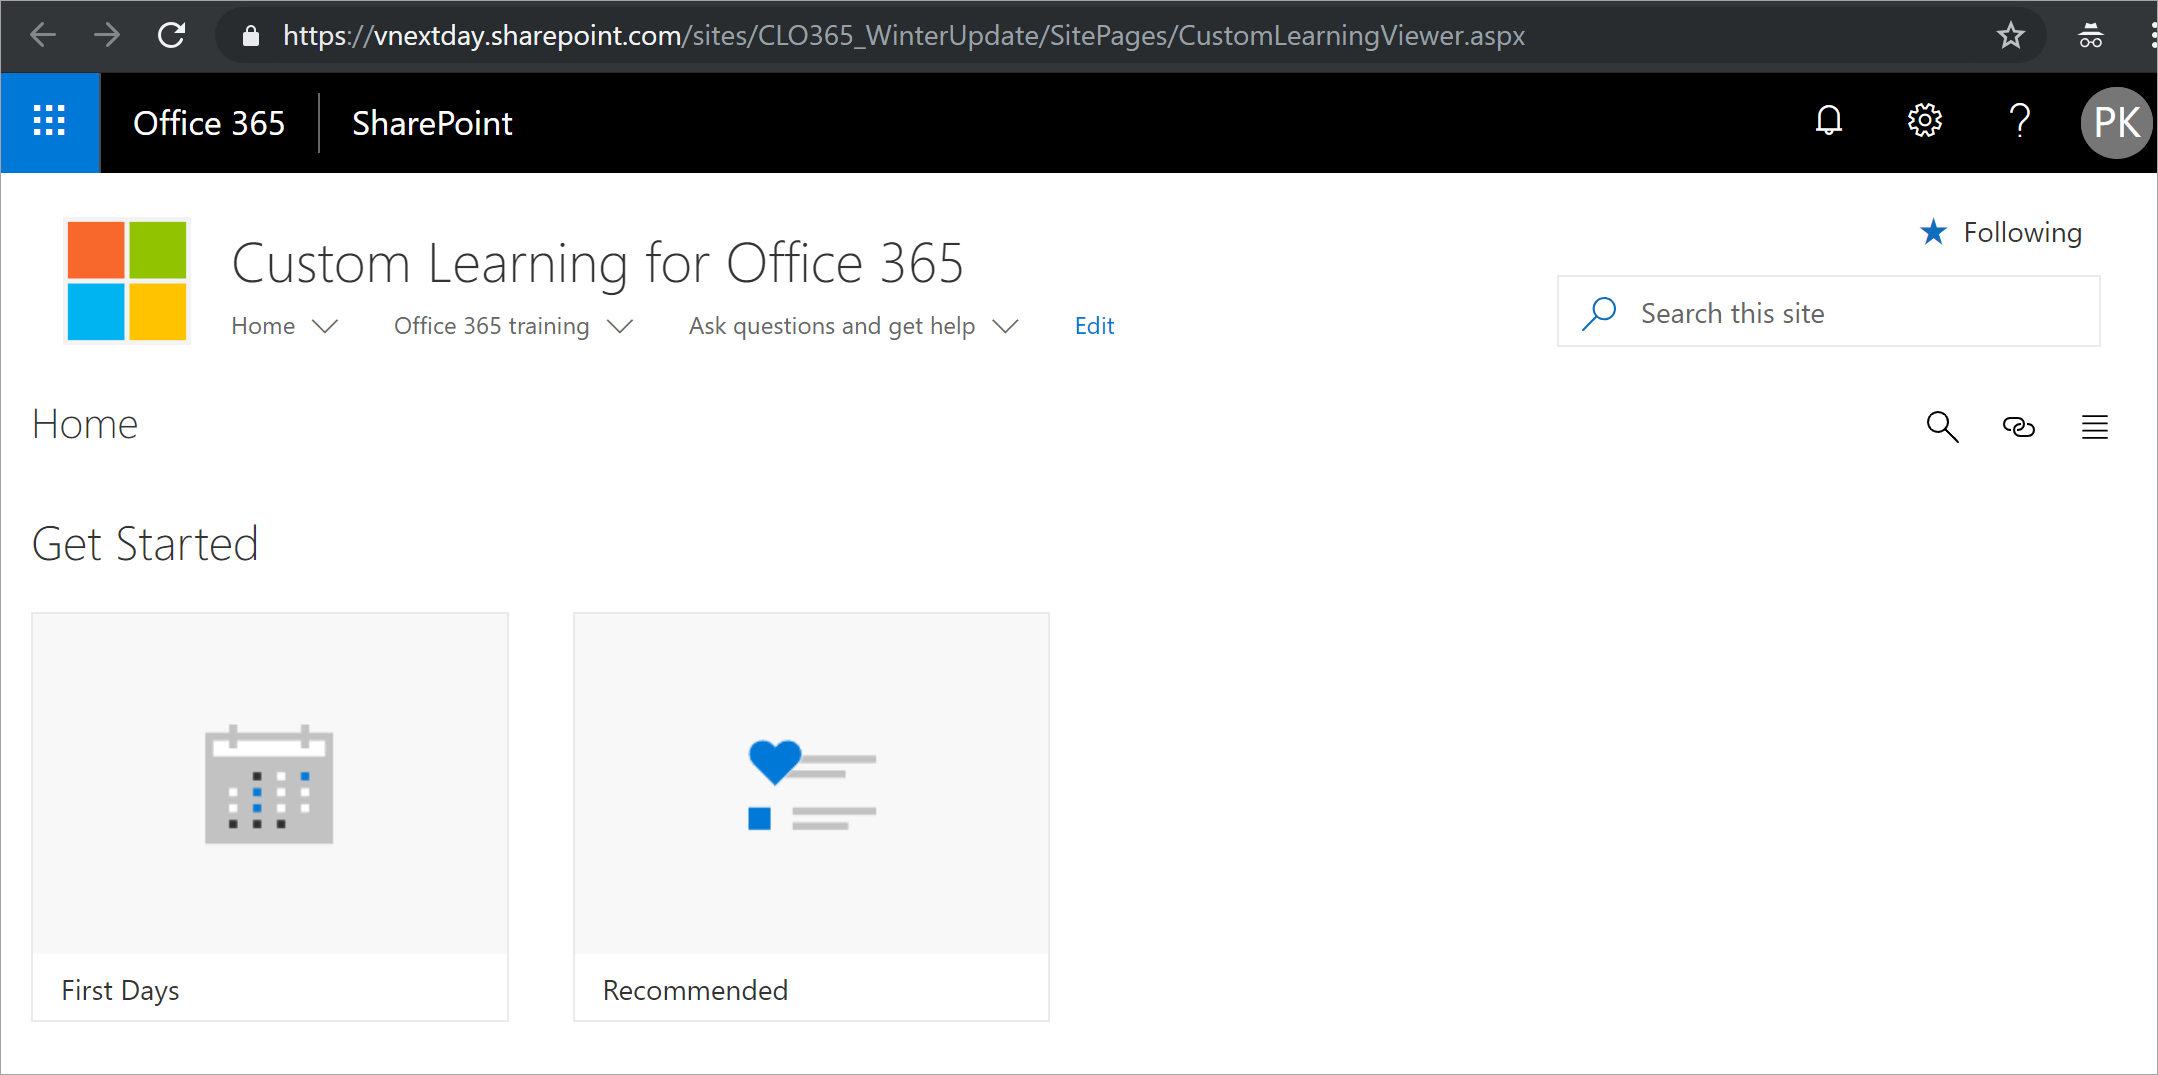 https://vnextday.sharepoint.com/sites/CLO365_WinterUpdate/SitePages/CustomLearningViewer.aspx
Office 365 SharePoint ? PK
Following
Custom Learning for Office 365
Search this site
Home Office 365 training Ask questions and get help Edit
Home
Get Started
First Days Recommended